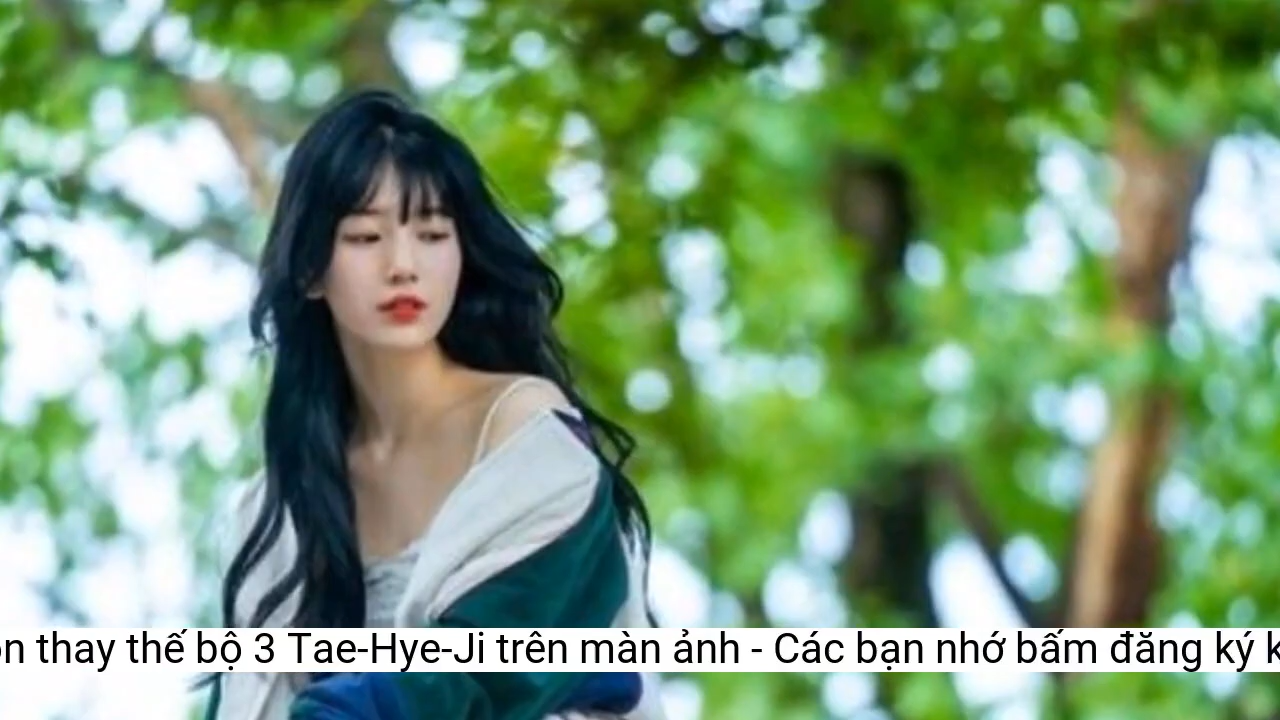 thay thế bộ 3 Tae-Hye-Ji trên màn ảnh - Các bạn nhớ bấm đăng ký